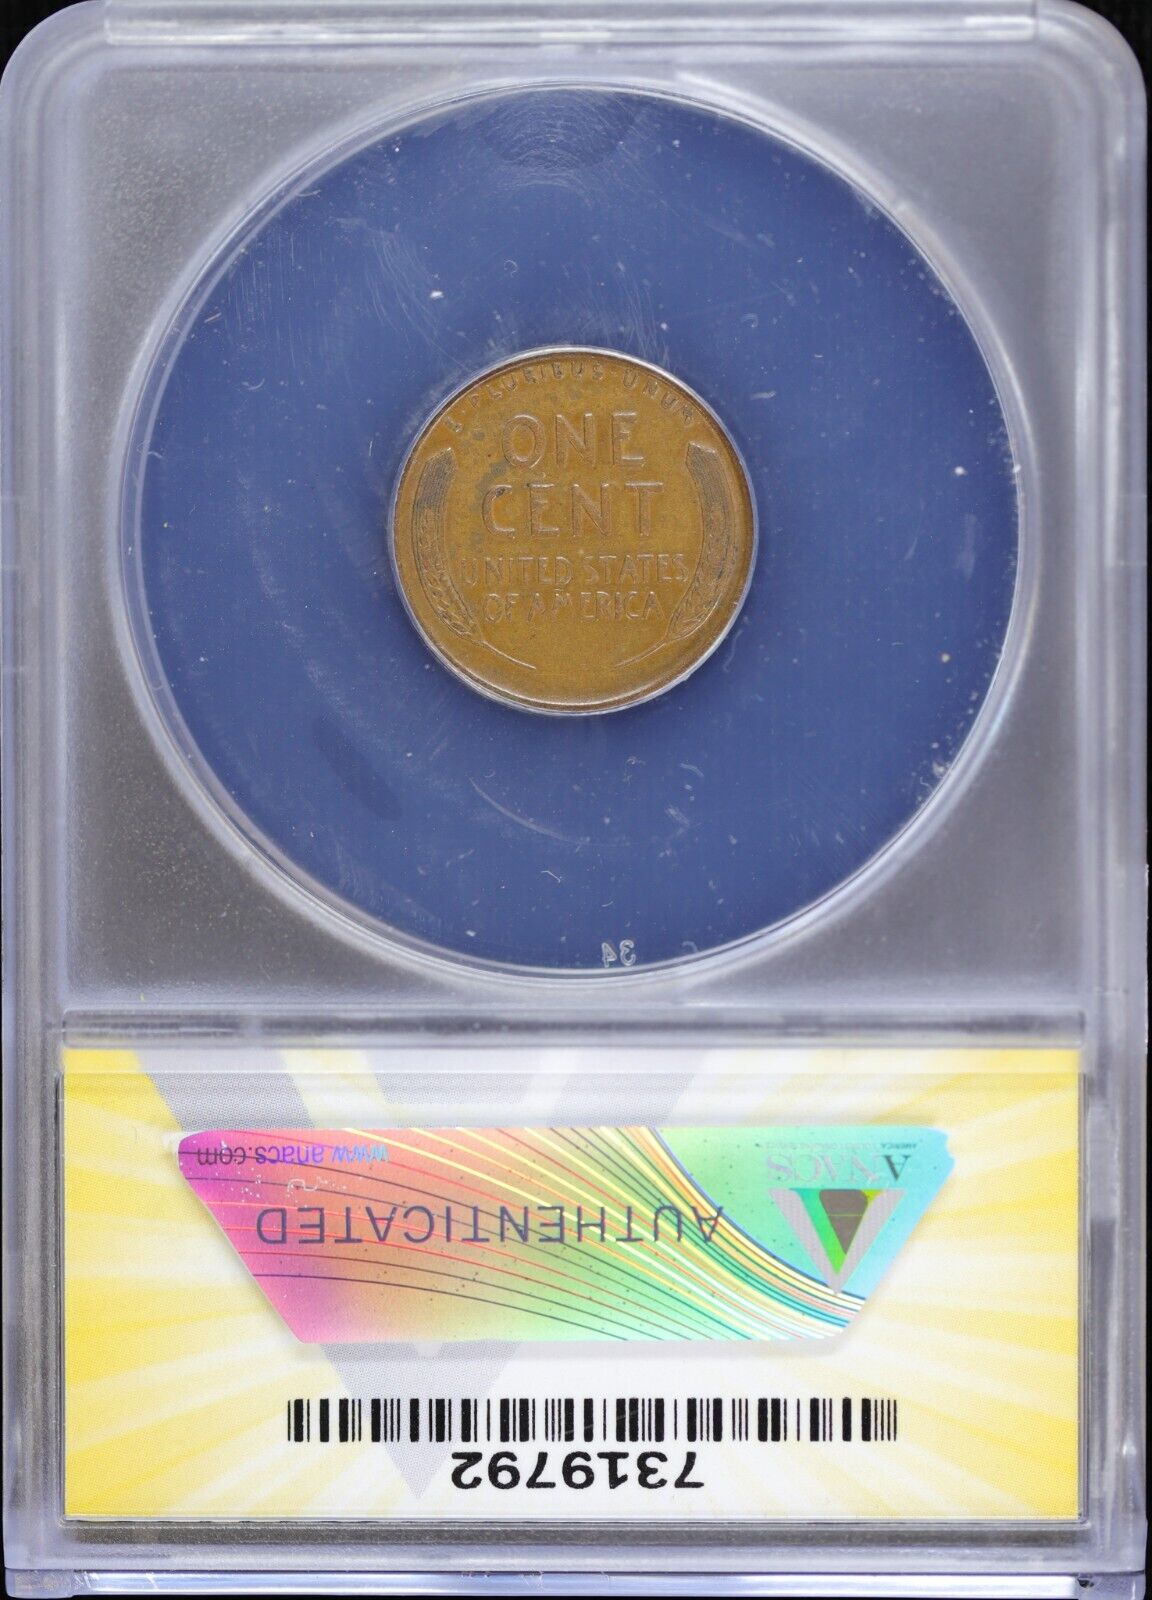 E·PLURIBUS UNUM
ONE
CENT
UNITED STATES
OF AMERICA
34
www.anacs.com
ANACS
AUTHENTICATED
7319792